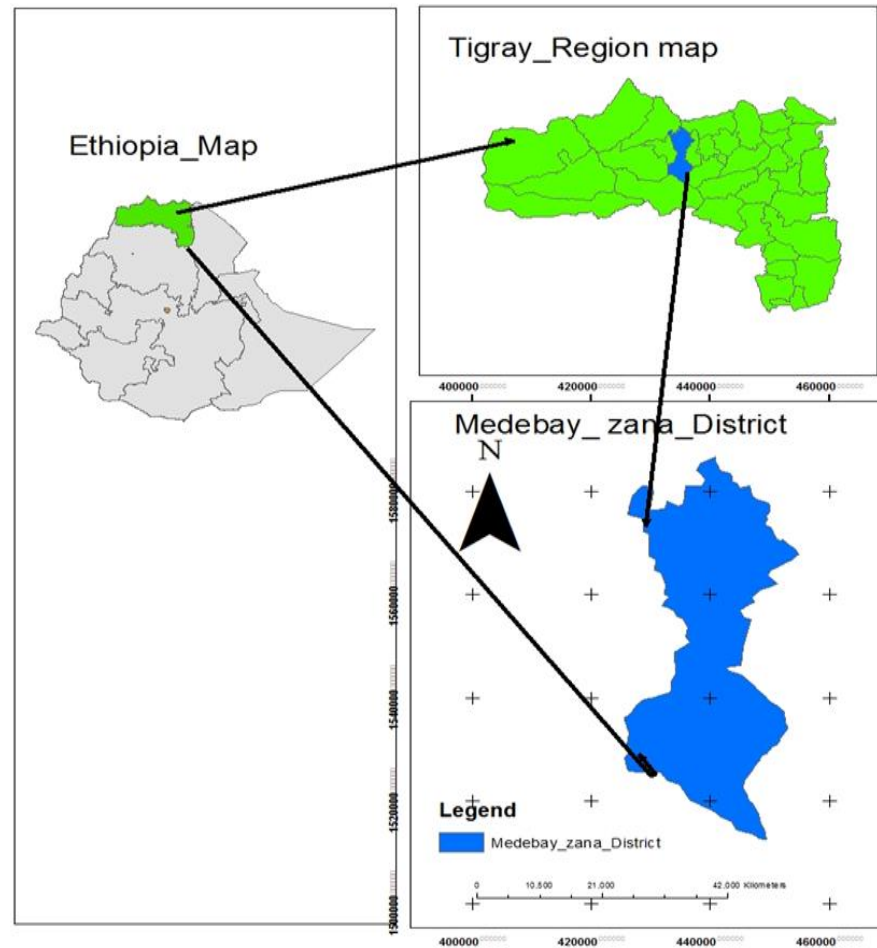 Ethiopia_Map
Tigray_Region map
400000 420000 440000 460000
Medebay_ zana_District
N
1580000
1560000
1540000
1520000
1500000
Legend
Medebay_zana_District
0 10.500 21.000 42.000 Kilometers
400000 420000 440000 460000